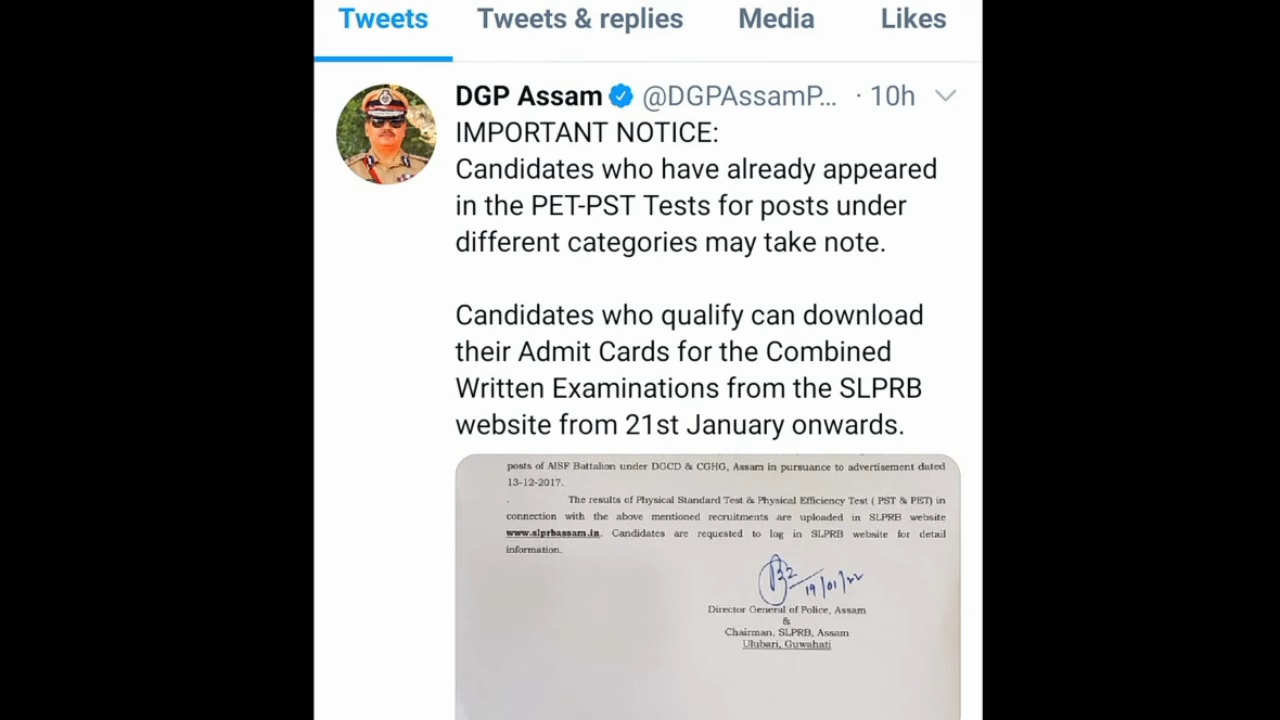 Tweets Tweets & replies Media Likes
DGP Assam @DGPAssamP... · 10h
IMPORTANT NOTICE:
Candidates who have already appeared
in the PET-PST Tests for posts under
different categories may take note.
Candidates who qualify can download
their Admit Cards for the Combined
Written Examinations from the SLPRB
website from 21st January onwards.
posts of AISF Battalion under DGCD & CGHG, Assam in pursuance to advertisement dated
13-12-2017.
The results of Physical Standard Test & Physical Efficiency Test ( PST & PET) in
connection with the above mentioned recruitments are uploaded in SLPRB website
www.slprbassam.in. Candidates are requested to log in SLPRB website for detail
information.
19/01/22
Director General of Police, Assam
&
Chairman, SLPRB, Assam
Ulubari, Guwahati